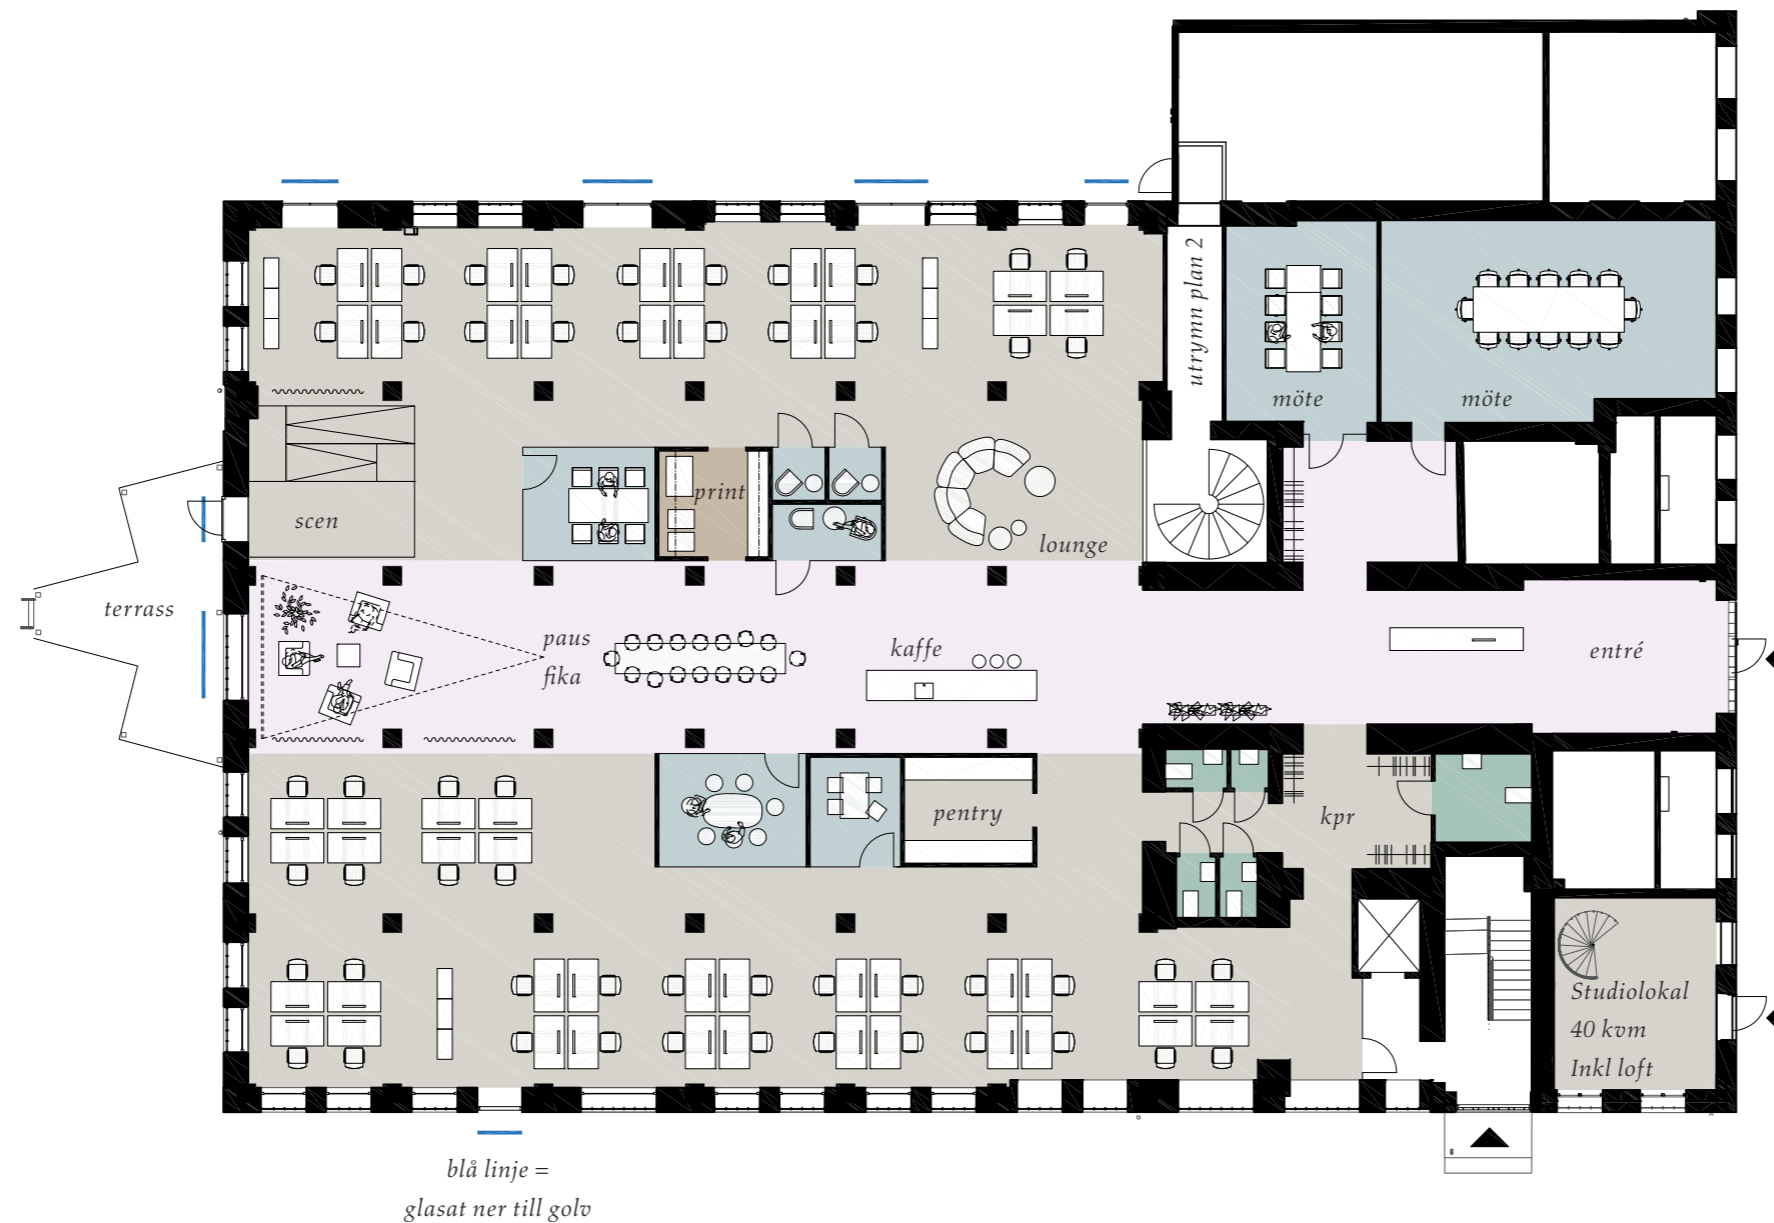 utrymn plan 2
möte
möte
print
scen
lounge
terrass
paus
fika
kaffe
entré
pentry
kpr
Studiolokal
40 kvm
Inkl loft
blå linje =
glasat ner till golv